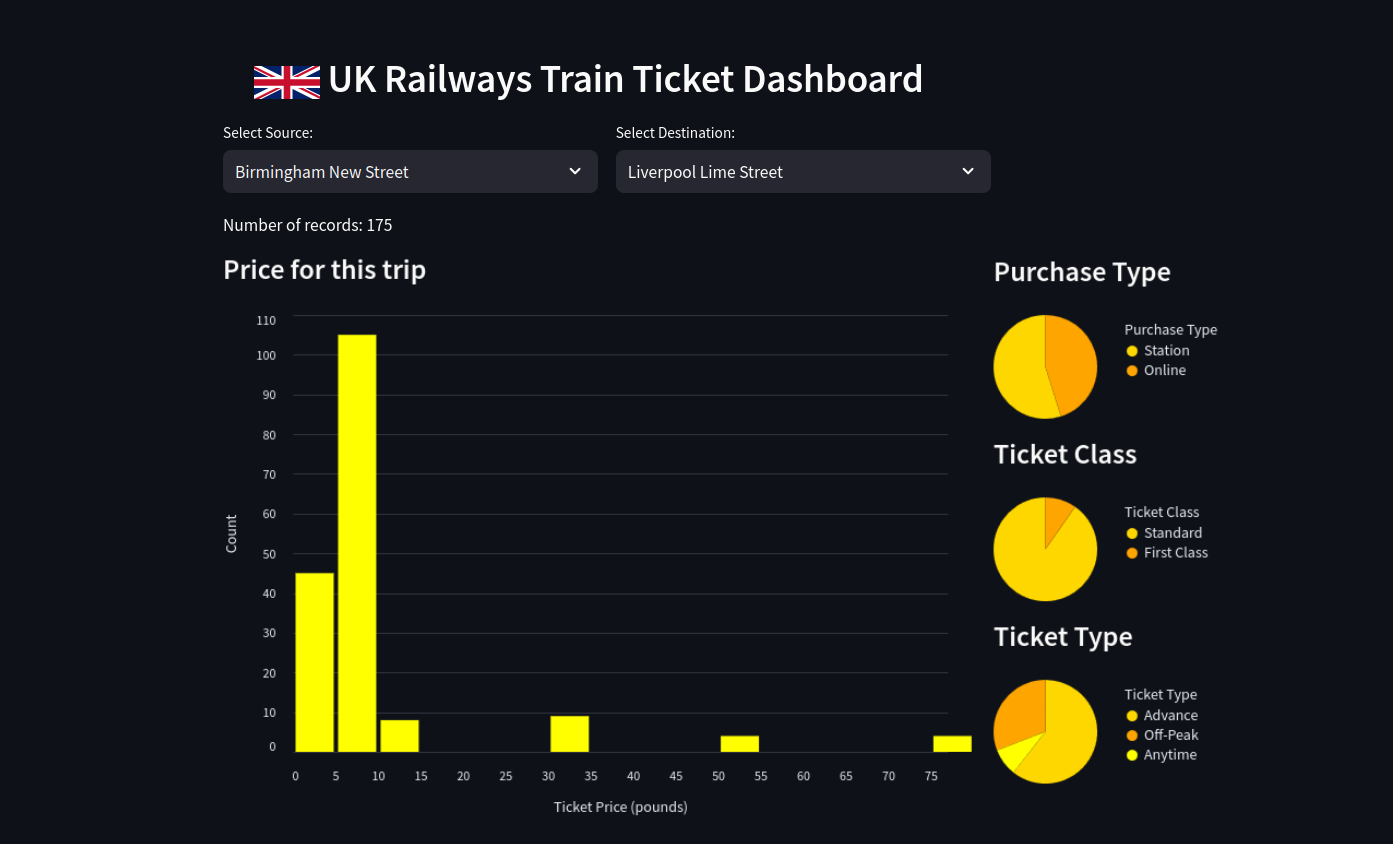 UK Railways Train Ticket Dashboard
Select Source:
Select Destination:
Birmingham New Street
Liverpool Lime Street
Number of records: 175
Price for this trip
110
100
90
80
70
60
50
40
30
20
10
0
Count
0 5 10 15 20 25 30 35 40 45 50 55 60 65 70 75
Ticket Price (pounds)
Purchase Type
Purchase Type
Station
Online
Ticket Class
Ticket Class
Standard
First Class
Ticket Type
Ticket Type
Advance
Off-Peak
Anytime